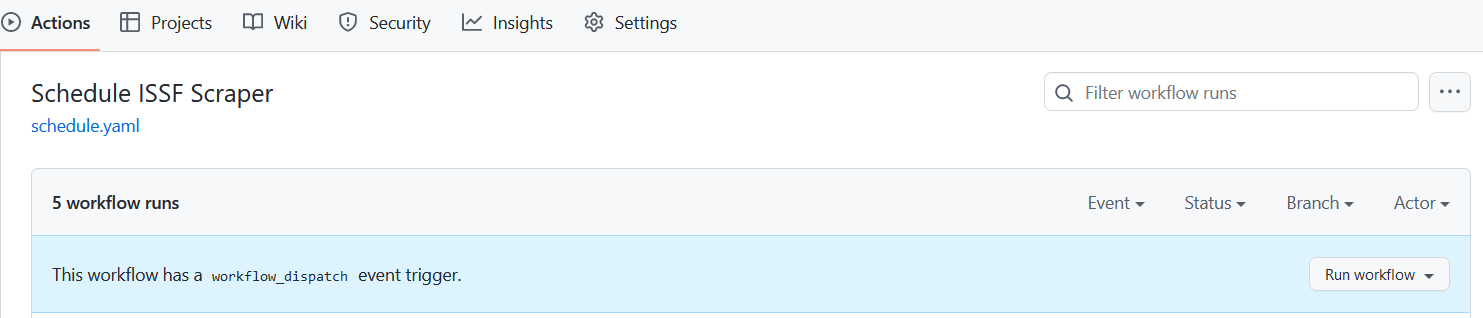 Actions Projects Wiki Security Insights Settings
Schedule ISSF Scraper
Filter workflow runs
schedule.yaml
5 workflow runs Event Status Branch Actor
This workflow has a workflow_dispatch event trigger. Run workflow